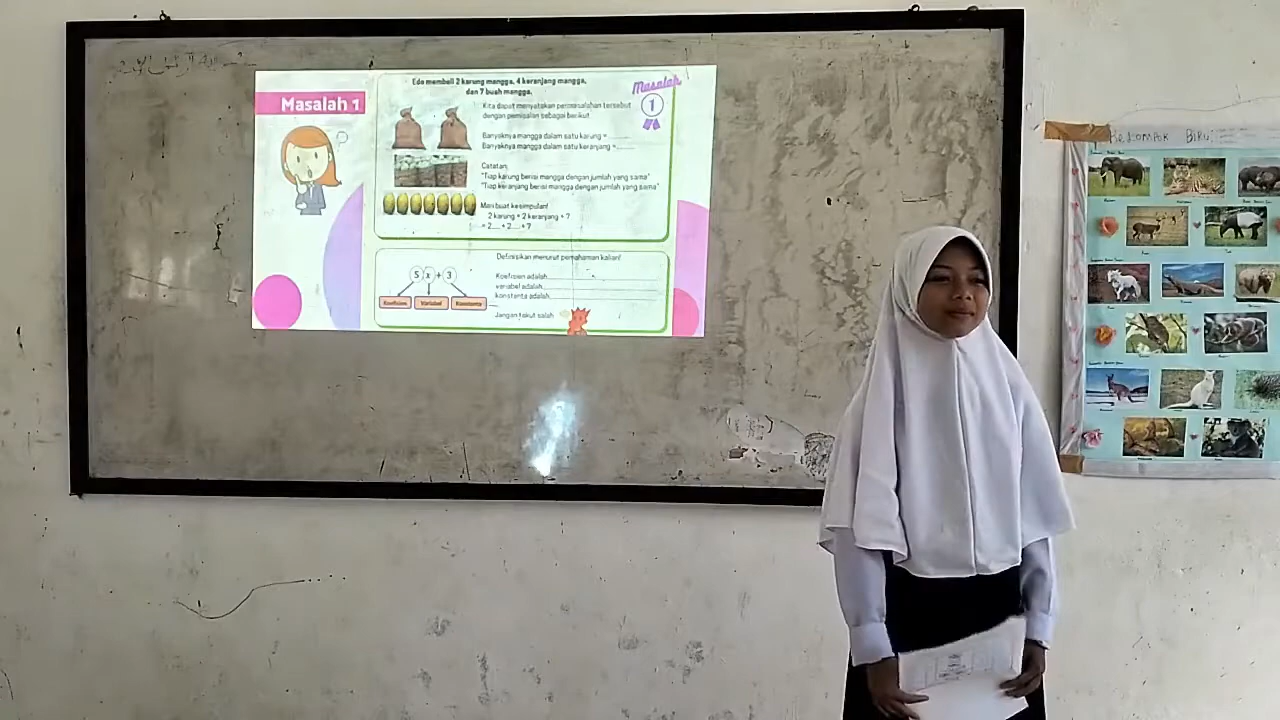 Masalah 1
Edo membeli 2 karung mangga, 4 keranjang mangga,
dan 7 buah mangga.
Masalah
1
Kita dapat menyatakan permasalahan tersebut
dengan pemisalan sebagai berikut
Banyaknya mangga dalam satu karung = ____
Banyaknya mangga dalam satu keranjang = ____
Catatan:
"Tiap karung berisi mangga dengan jumlah yang sama"
"Tiap keranjang berisi mangga dengan jumlah yang sama"
Membuat kesimpulan!
2 karung + 2 keranjang + 7
= 2__ + 2__ + 7
Definisikan menurut pemahaman kalian!
5 x + 3
Koefisien Variabel Konstanta
Koefisien adalah
variabel adalah
konstanta adalah
Jangan takut salah
Kelompok Biru